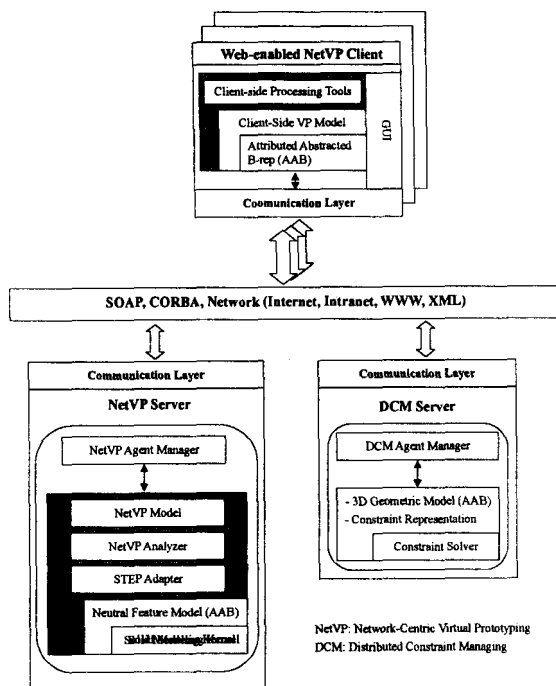 Web-enabled NetVP Client
Client-side Processing Tools
Client-Side VP Model
Attributed Abstracted
B-rep (AAB)
GUI
Coomunication Layer
SOAP, CORBA, Network (Internet, Intranet, WWW, XML)
Communication Layer
NetVP Server
NetVP Agent Manager
NetVP Model
NetVP Analyzer
STEP Adapter
Neutral Feature Model (AAB)
Communication Layer
DCM Server
DCM Agent Manager
- 3D Geometric Model (AAB)
- Constraint Representation
Constraint Solver
NetVP: Network-Centric Virtual Prototyping
DCM: Distributed Constraint Managing